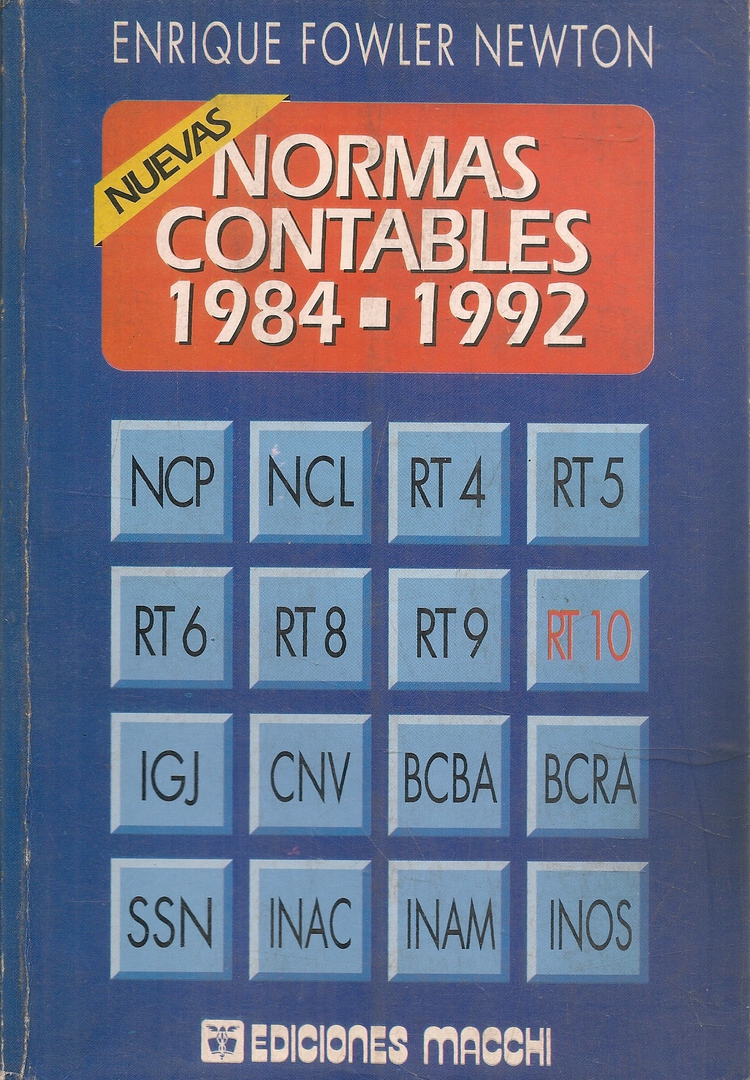 ENRIQUE FOWLER NEWTON
NUEVAS
NORMAS
CONTABLES
1984 ▪ 1992
NCP NCL RT 4 RT 5
RT 6 RT 8 RT 9 RT 10
IGJ CNV BCBA BCRA
SSN INAC INAM INOS
EDICIONES MACCHI